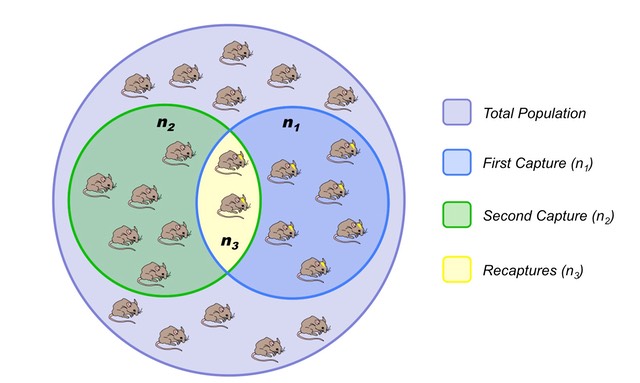 n₂
n₁
n₃
Total Population
First Capture (n₁)
Second Capture (n₂)
Recaptures (n₃)